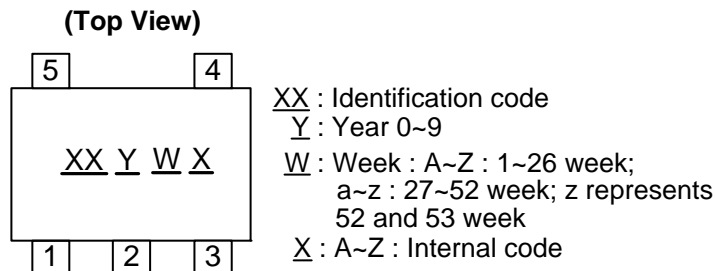 (Top View)
5 4
XX Y W X
1 2 3
XX : Identification code
Y : Year 0~9
W : Week : A~Z : 1~26 week;
a~z : 27~52 week; z represents
52 and 53 week
X : A~Z : Internal code